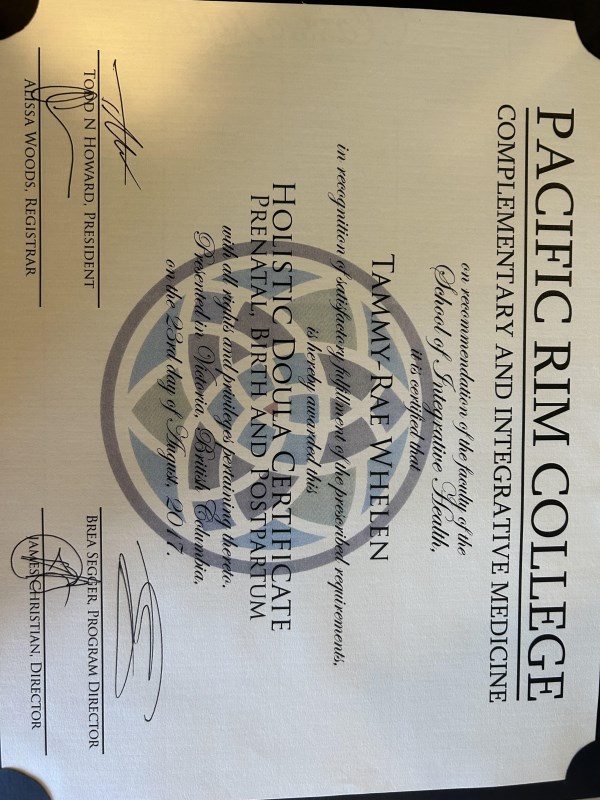 PACIFIC RIM COLLEGE
COMPLEMENTARY AND INTEGRATIVE MEDICINE
on recommendation of the faculty of the
School of Integrative Health,
it is certified that
TAMMY-RAE WHELEN
in recognition of satisfactory fulfillment of the prescribed requirements,
is hereby awarded this
HOLISTIC DOULA CERTIFICATE
PRENATAL, BIRTH AND POSTPARTUM
with all rights and privileges pertaining thereto.
Presented in Victoria, British Columbia,
on the 23rd day of August, 2017.
TODD N HOWARD, PRESIDENT
BREA SEGGER, PROGRAM DIRECTOR
ALISSA WOODS, REGISTRAR
JAMES CHRISTIAN, DIRECTOR